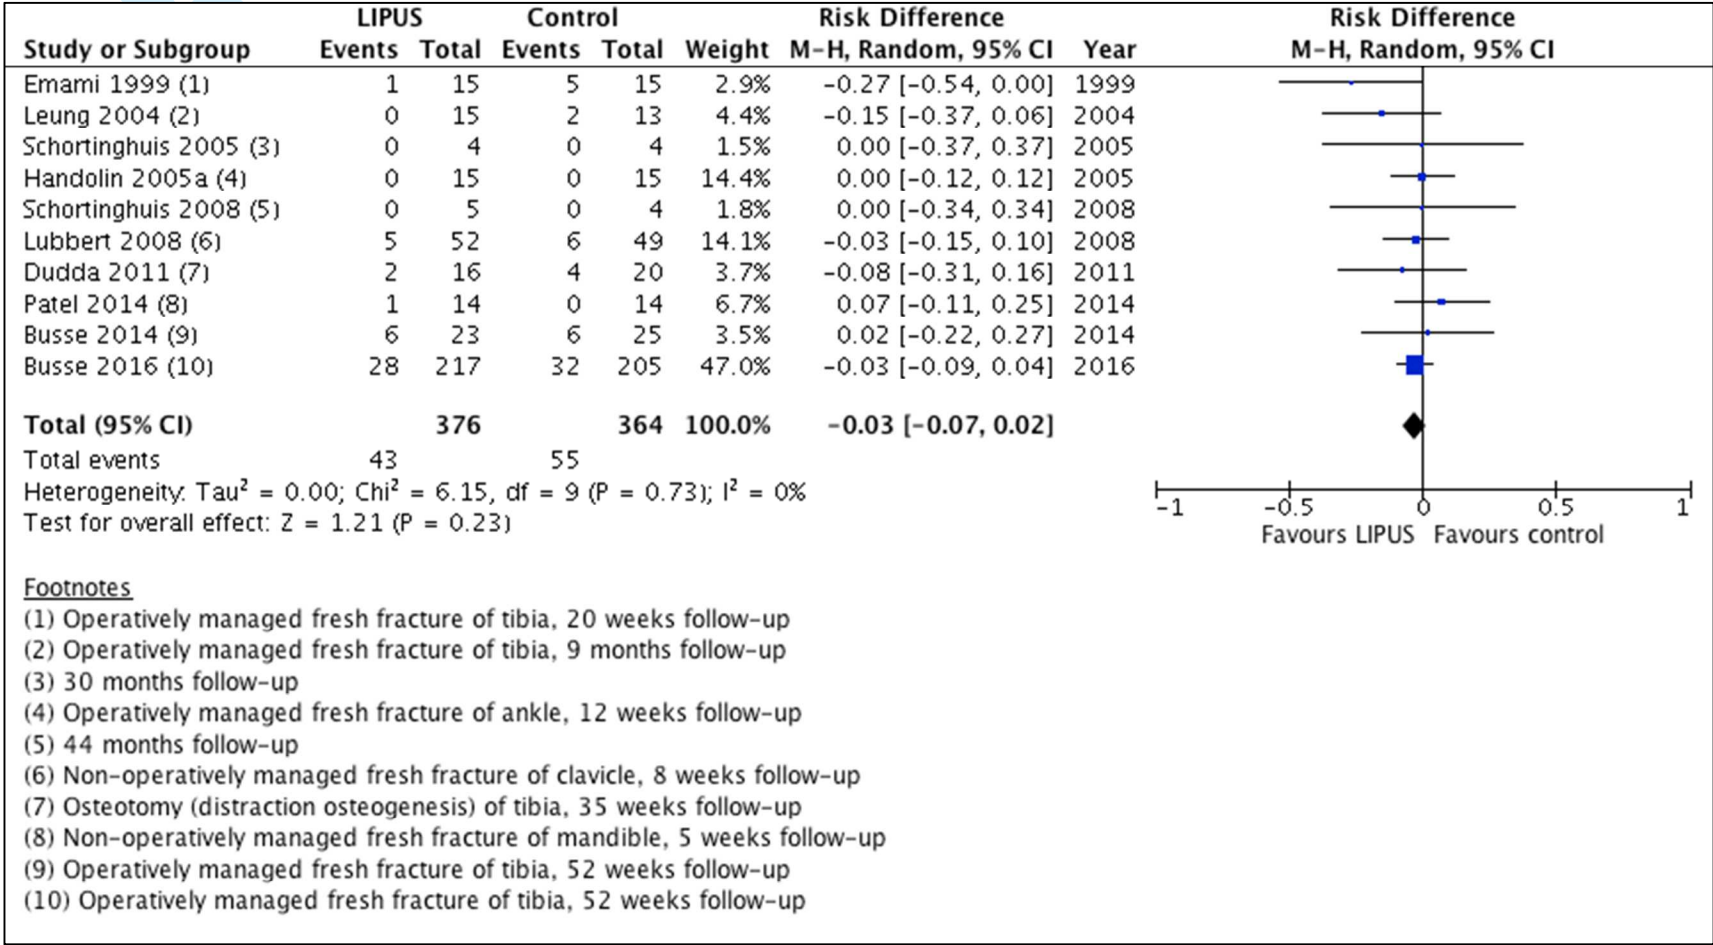 LIPUS Control Risk Difference Risk Difference
Study or Subgroup Events Total Events Total Weight M-H, Random, 95% CI Year M-H, Random, 95% CI
Emami 1999 (1) 1 15 5 15 2.9% -0.27 [-0.54, 0.00] 1999
Leung 2004 (2) 0 15 2 13 4.4% -0.15 [-0.37, 0.06] 2004
Schortinghuis 2005 (3) 0 4 0 4 1.5% 0.00 [-0.37, 0.37] 2005
Handolin 2005a (4) 0 15 0 15 14.4% 0.00 [-0.12, 0.12] 2005
Schortinghuis 2008 (5) 0 5 0 4 1.8% 0.00 [-0.34, 0.34] 2008
Lubbert 2008 (6) 5 52 6 49 14.1% -0.03 [-0.15, 0.10] 2008
Dudda 2011 (7) 2 16 4 20 3.7% -0.08 [-0.31, 0.16] 2011
Patel 2014 (8) 1 14 0 14 6.7% 0.07 [-0.11, 0.25] 2014
Busse 2014 (9) 6 23 6 25 3.5% 0.02 [-0.22, 0.27] 2014
Busse 2016 (10) 28 217 32 205 47.0% -0.03 [-0.09, 0.04] 2016
Total (95% CI) 376 364 100.0% -0.03 [-0.07, 0.02]
Total events 43 55
Heterogeneity: Tau² = 0.00; Chi² = 6.15, df = 9 (P = 0.73); I² = 0%
Test for overall effect: Z = 1.21 (P = 0.23)
-1 -0.5 0 0.5 1
Favours LIPUS Favours control
Footnotes
(1) Operatively managed fresh fracture of tibia, 20 weeks follow-up
(2) Operatively managed fresh fracture of tibia, 9 months follow-up
(3) 30 months follow-up
(4) Operatively managed fresh fracture of ankle, 12 weeks follow-up
(5) 44 months follow-up
(6) Non-operatively managed fresh fracture of clavicle, 8 weeks follow-up
(7) Osteotomy (distraction osteogenesis) of tibia, 35 weeks follow-up
(8) Non-operatively managed fresh fracture of mandible, 5 weeks follow-up
(9) Operatively managed fresh fracture of tibia, 52 weeks follow-up
(10) Operatively managed fresh fracture of tibia, 52 weeks follow-up